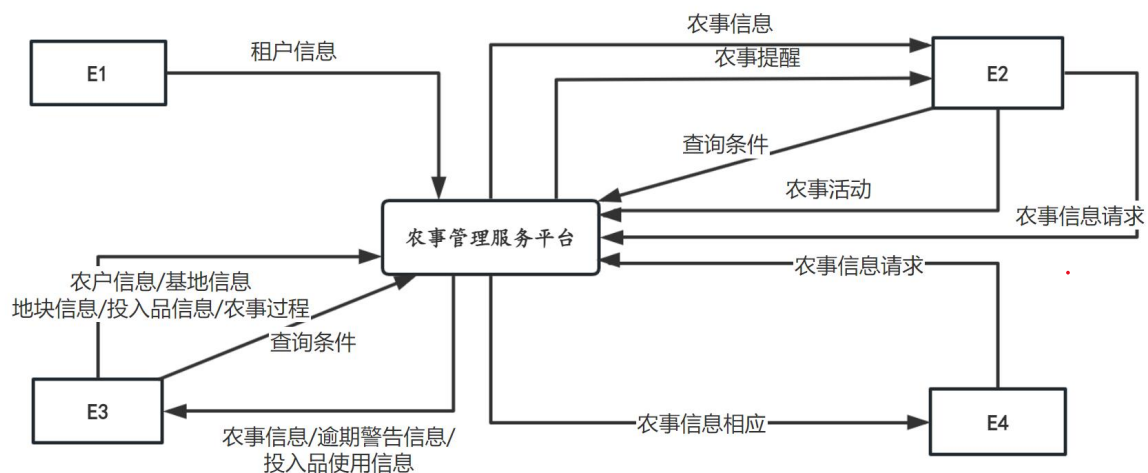 农事信息
E1
租户信息
农事提醒
E2
查询条件
农事活动
农事信息请求
农事管理服务平台
农事信息请求
农户信息/基地信息
地块信息/投入品信息/农事过程
查询条件
E3
农事信息/逾期警告信息/
投入品使用信息
农事信息相应
E4